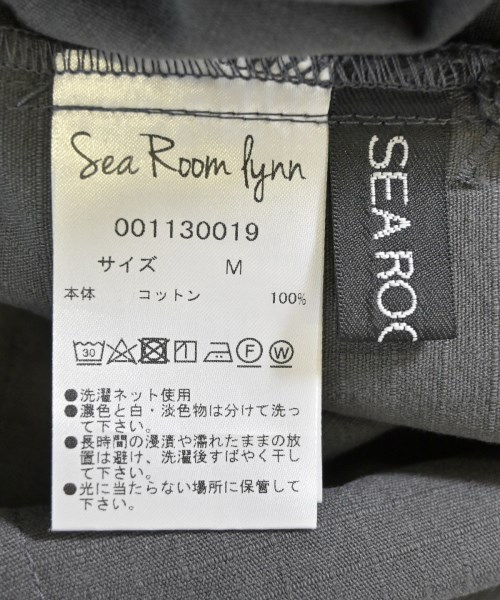 Sea Room lynn
001130019
サイズ M
本体 コットン 100%
30 F W
●洗濯ネット使用
●濃色と白・淡色物は分けて洗っ
て下さい。
●長時間の浸漬や濡れたままの放
置は避け、洗濯後すばやく干し
て下さい。
●光に当たらない場所に保管して
下さい。
SEA ROO